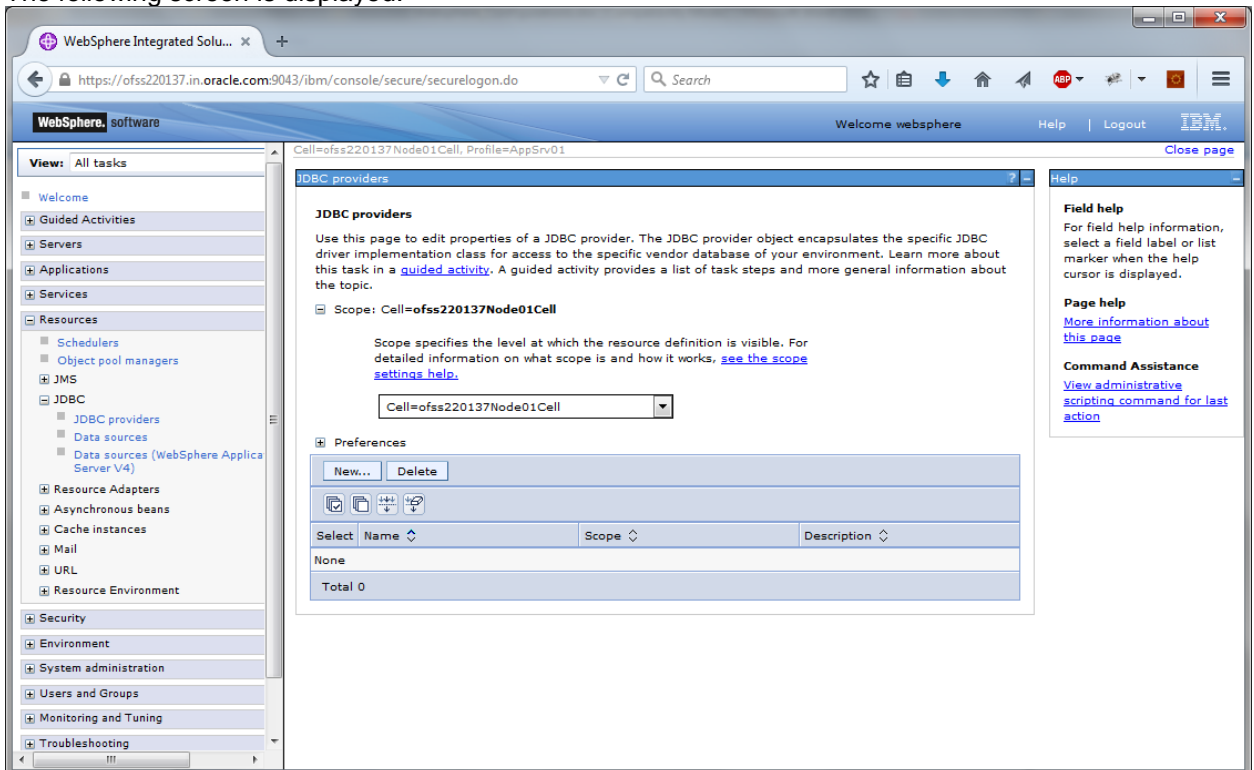 The following screen is displayed:
WebSphere Integrated Solu...
https://ofss220137.in.oracle.com:9043/ibm/console/secure/securelogon.do
Search
ABP
WebSphere. software
Welcome websphere
Help | Logout
IBM.
View: All tasks
Welcome
Guided Activities
Servers
Applications
Services
Resources
Schedulers
Object pool managers
JMS
JDBC
JDBC providers
Data sources
Data sources (WebSphere Applica
Server V4)
Resource Adapters
Asynchronous beans
Cache instances
Mail
URL
Resource Environment
Security
Environment
System administration
Users and Groups
Monitoring and Tuning
Troubleshooting
Cell=ofss220137Node01Cell, Profile=AppSrv01
Close page
JDBC providers
? -
JDBC providers
Use this page to edit properties of a JDBC provider. The JDBC provider object encapsulates the specific JDBC
driver implementation class for access to the specific vendor database of your environment. Learn more about
this task in a guided activity. A guided activity provides a list of task steps and more general information about
the topic.
Scope: Cell=ofss220137Node01Cell
Scope specifies the level at which the resource definition is visible. For
detailed information on what scope is and how it works, see the scope
settings help.
Cell=ofss220137Node01Cell
Preferences
New... Delete
Select Name Scope Description
None
Total 0
Help
Field help
For field help information,
select a field label or list
marker when the help
cursor is displayed.
Page help
More information about
this page
Command Assistance
View administrative
scripting command for last
action